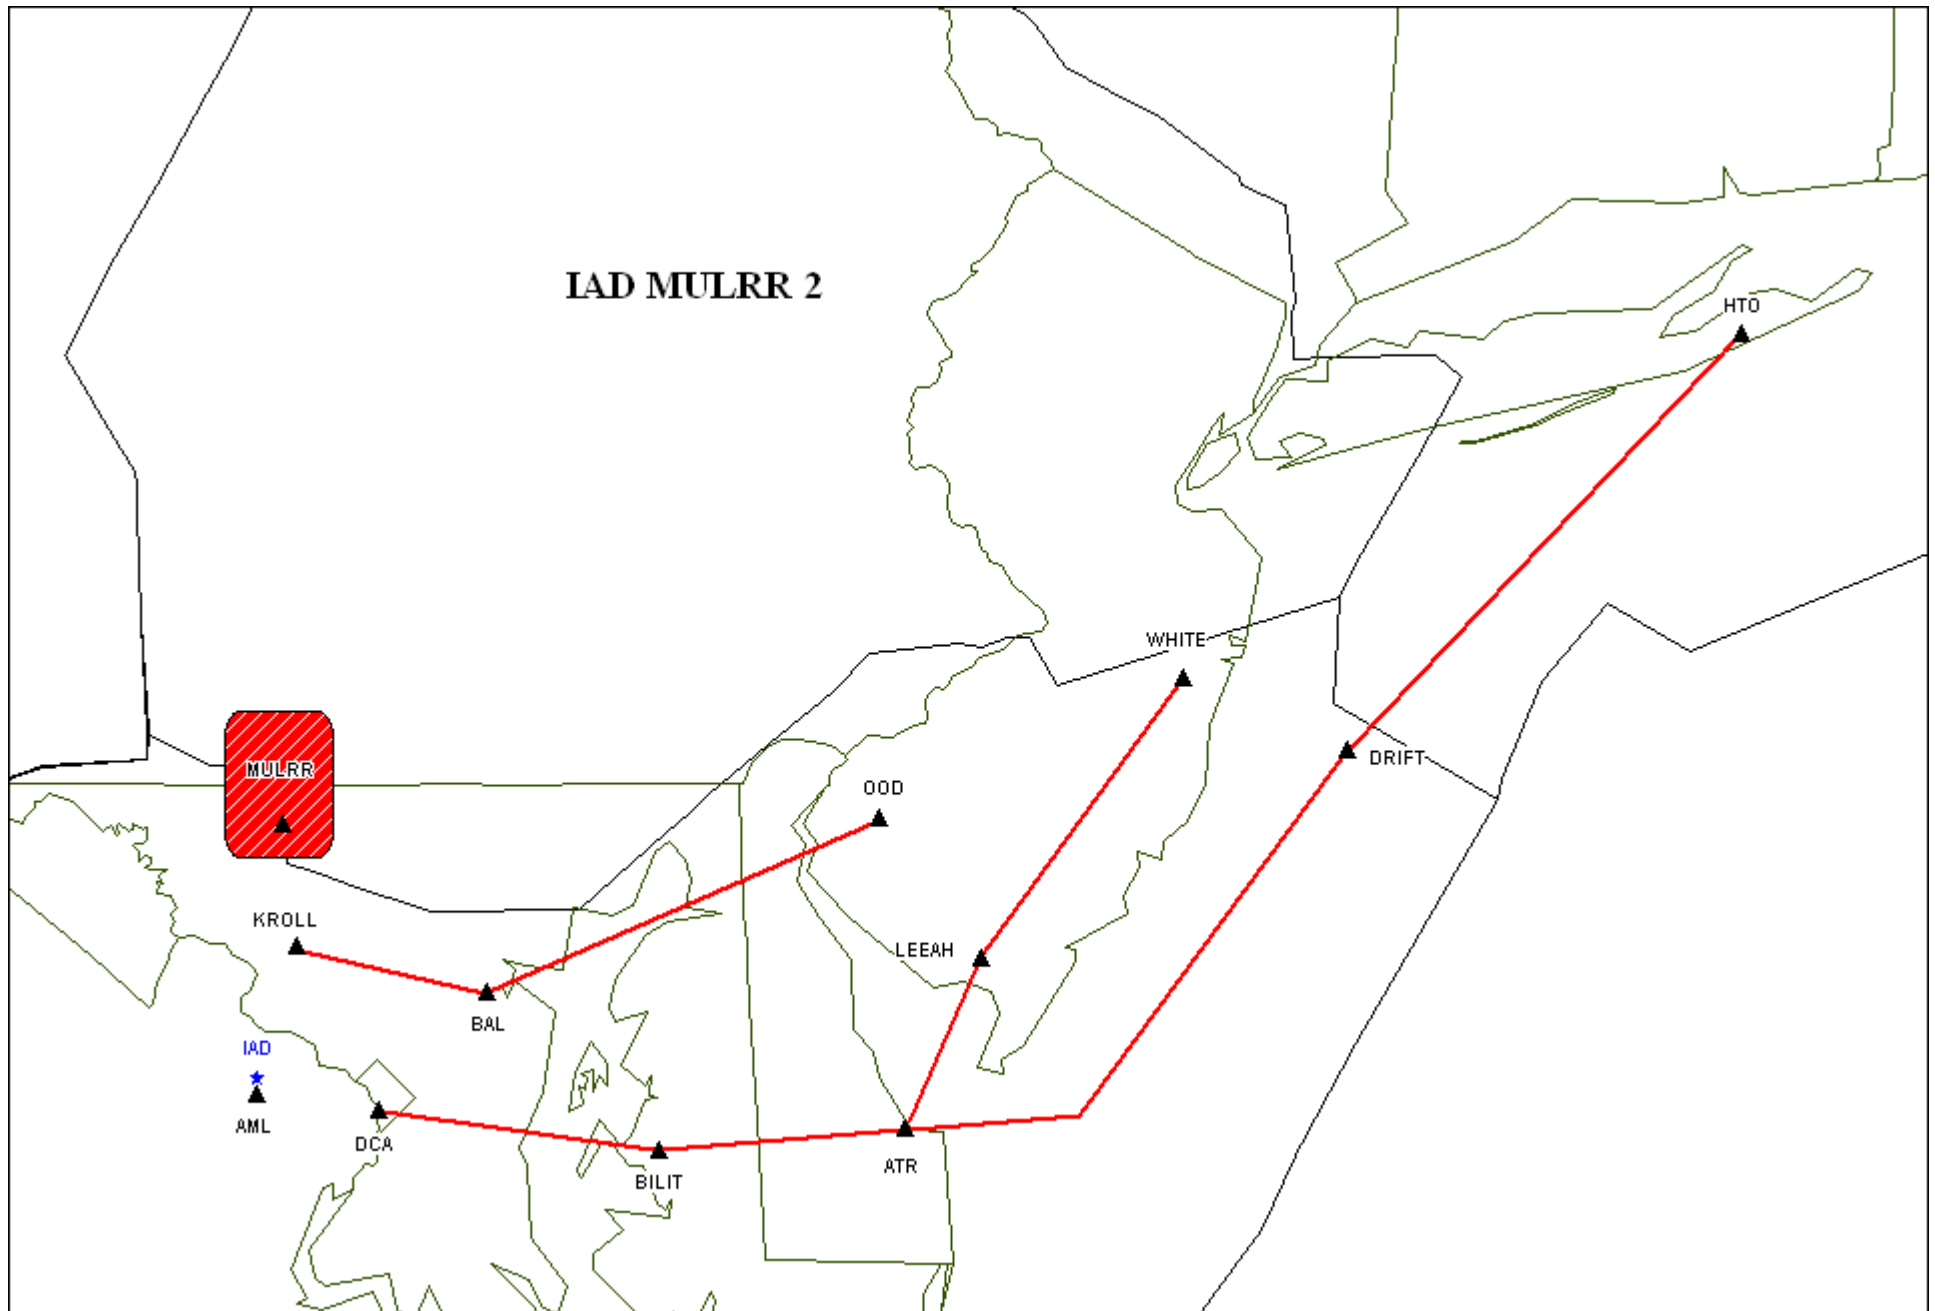 IAD MULRR 2
HTO
WHITE
DRIFT
MULRR
OOD
KROLL
LEEAH
BAL
IAD
AML
DCA
BILIT
ATR